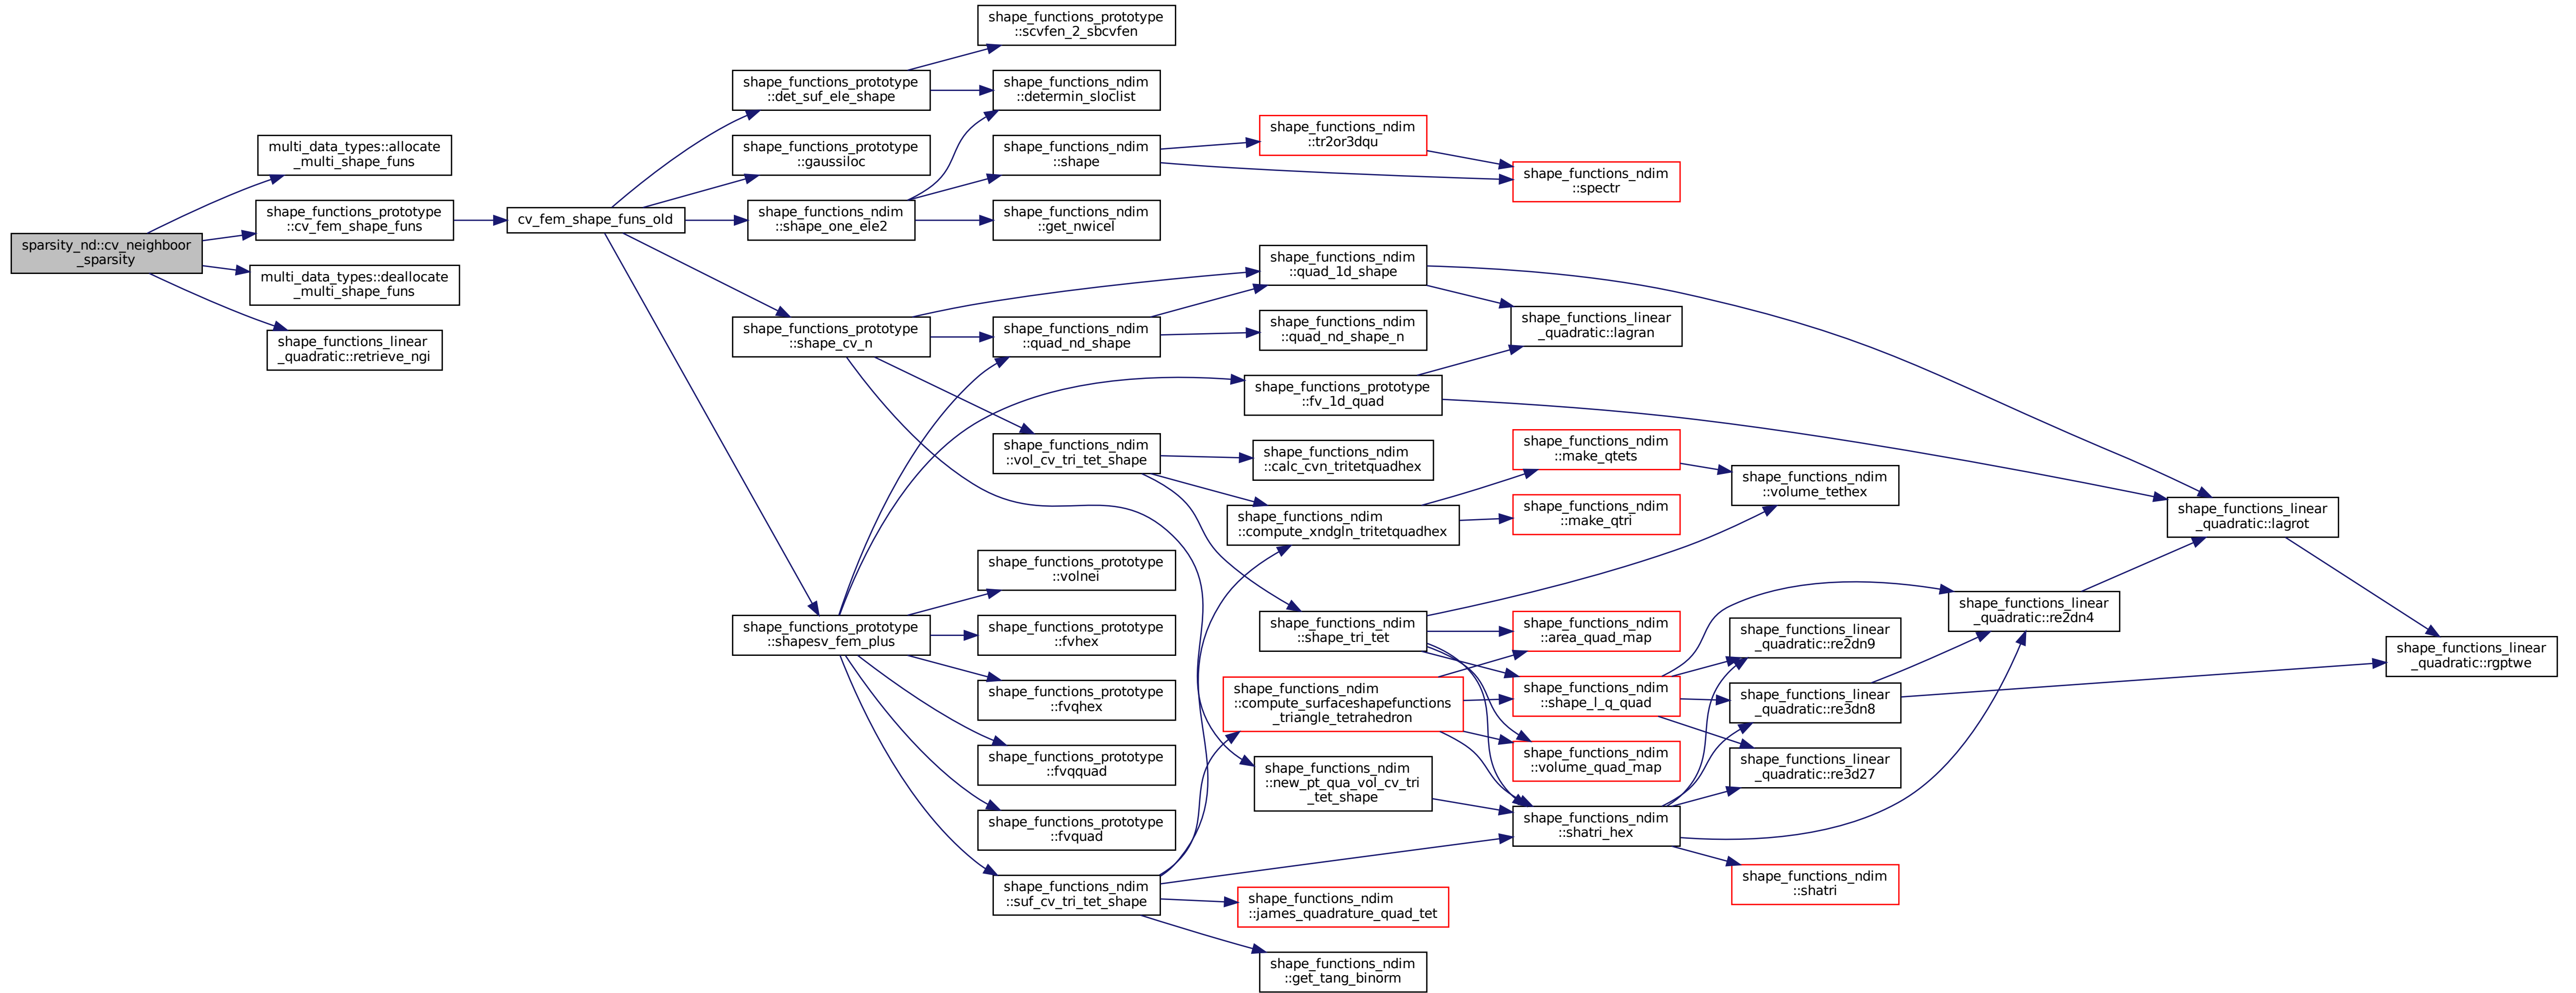 sparsity_nd::cv_neighboor
_sparsity
multi_data_types::allocate
_multi_shape_funs
shape_functions_prototype
::cv_fem_shape_funs
multi_data_types::deallocate
_multi_shape_funs
shape_functions_linear
_quadratic::retrieve_ngi
cv_fem_shape_funs_old
shape_functions_prototype
::det_suf_ele_shape
shape_functions_prototype
::gaussiloc
shape_functions_ndim
::shape_one_ele2
shape_functions_prototype
::shape_cv_n
shape_functions_prototype
::shapesv_fem_plus
shape_functions_prototype
::scvfen_2_sbcvfen
shape_functions_ndim
::determin_sloclist
shape_functions_ndim
::shape
shape_functions_ndim
::get_nwicel
shape_functions_ndim
::quad_nd_shape
shape_functions_ndim
::vol_cv_tri_tet_shape
shape_functions_prototype
::volnei
shape_functions_prototype
::fvhex
shape_functions_prototype
::fvqhex
shape_functions_prototype
::fvqquad
shape_functions_prototype
::fvquad
shape_functions_ndim
::suf_cv_tri_tet_shape
shape_functions_ndim
::tr2or3dqu
shape_functions_ndim
::quad_1d_shape
shape_functions_ndim
::quad_nd_shape_n
shape_functions_prototype
::fv_1d_quad
shape_functions_ndim
::calc_cvn_tritetquadhex
shape_functions_ndim
::compute_xndgln_tritetquadhex
shape_functions_ndim
::shape_tri_tet
shape_functions_ndim
::compute_surfaceshapefunctions
_triangle_tetrahedron
shape_functions_ndim
::new_pt_qua_vol_cv_tri
_tet_shape
shape_functions_ndim
::james_quadrature_quad_tet
shape_functions_ndim
::get_tang_binorm
shape_functions_ndim
::spectr
shape_functions_linear
_quadratic::lagran
shape_functions_ndim
::make_qtets
shape_functions_ndim
::make_qtri
shape_functions_ndim
::area_quad_map
shape_functions_ndim
::shape_l_q_quad
shape_functions_ndim
::volume_quad_map
shape_functions_ndim
::shatri_hex
shape_functions_ndim
::volume_tethex
shape_functions_linear
_quadratic::re2dn9
shape_functions_linear
_quadratic::re3dn8
shape_functions_linear
_quadratic::re3d27
shape_functions_ndim
::shatri
shape_functions_linear
_quadratic::re2dn4
shape_functions_linear
_quadratic::lagrot
shape_functions_linear
_quadratic::rgptwe